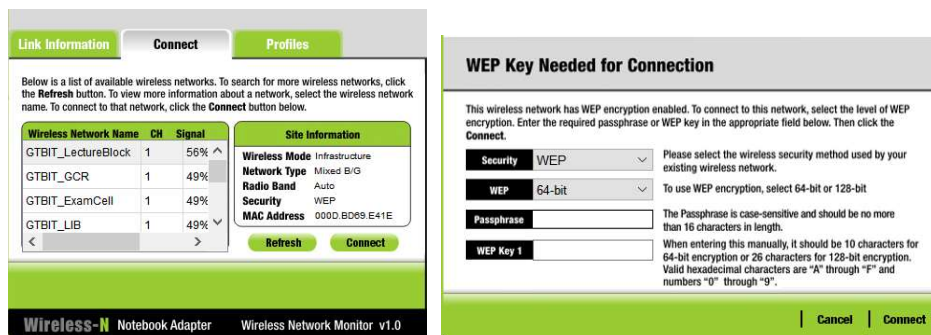 Link Information
Connect
Profiles
Below is a list of available wireless networks. To search for more wireless networks, click
the Refresh button. To view more information about a network, select the wireless network
name. To connect to that network, click the Connect button below.
Wireless Network Name CH Signal
GTBIT_LectureBlock 1 56%
GTBIT_GCR 1 49%
GTBIT_ExamCell 1 49%
GTBIT_LIB 1 49%
Site Information
Wireless Mode Infrastructure
Network Type Mixed B/G
Radio Band Auto
Security WEP
MAC Address 000D.BD69.E41E
Refresh Connect
Wireless-N Notebook Adapter Wireless Network Monitor v1.0
WEP Key Needed for Connection
This wireless network has WEP encryption enabled. To connect to this network, select the level of WEP
encryption. Enter the required passphrase or WEP key in the appropriate field below. Then click the
Connect.
Security WEP
Please select the wireless security method used by your
existing wireless network.
WEP 64-bit
To use WEP encryption, select 64-bit or 128-bit
Passphrase
The Passphrase is case-sensitive and should be no more
than 16 characters in length.
WEP Key 1
When entering this manually, it should be 10 characters for
64-bit encryption or 26 characters for 128-bit encryption.
Valid hexadecimal characters are “A” through “F” and
numbers “0” through “9”.
Cancel Connect